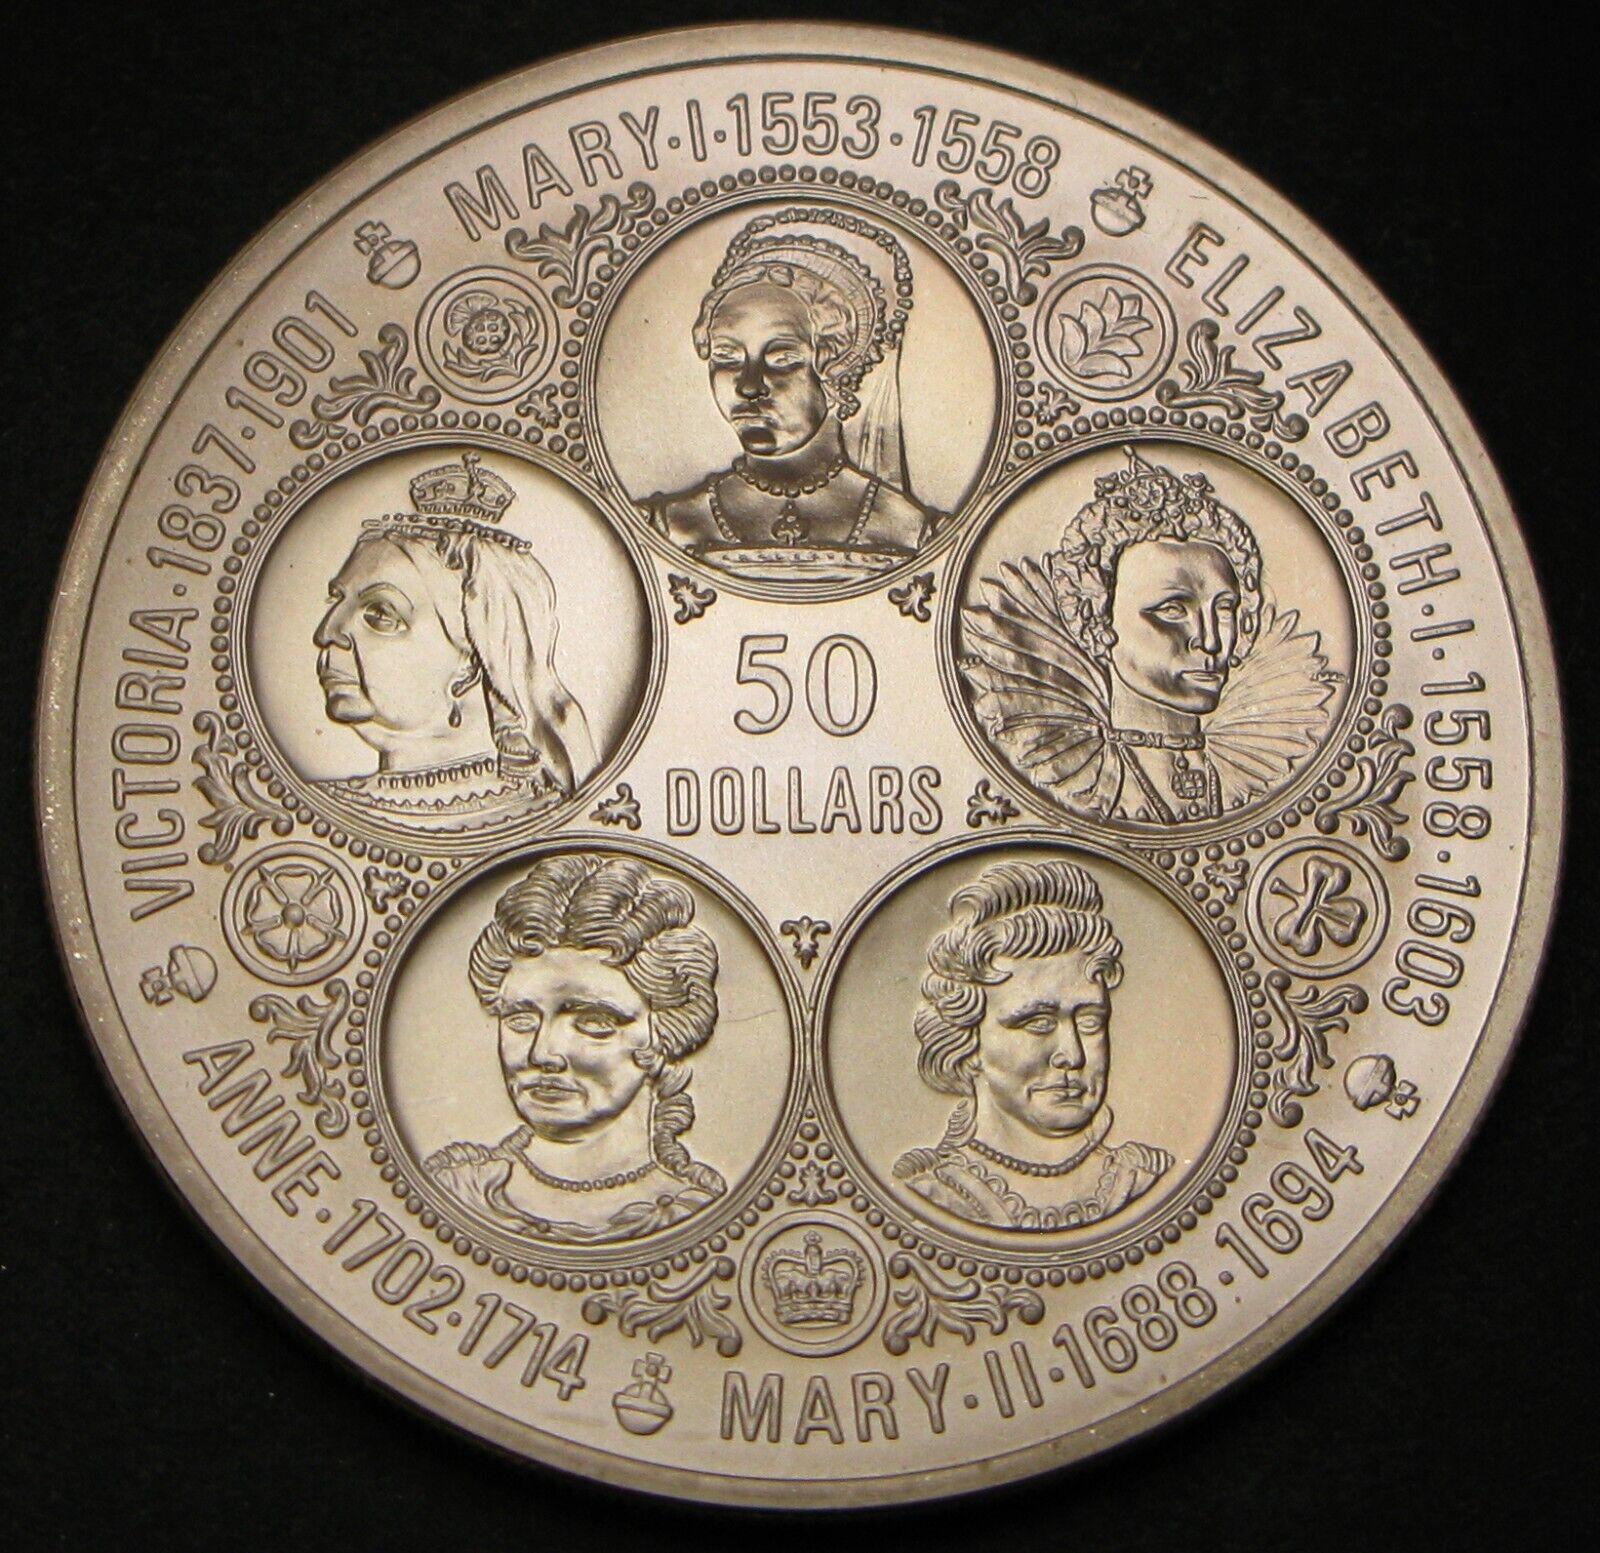 MARY·I·1553·1558
ELIZABETH·I·1558·1603
MARY·II·1688·1694
ANNE·1702·1714
VICTORIA·1837·1901
50
DOLLARS